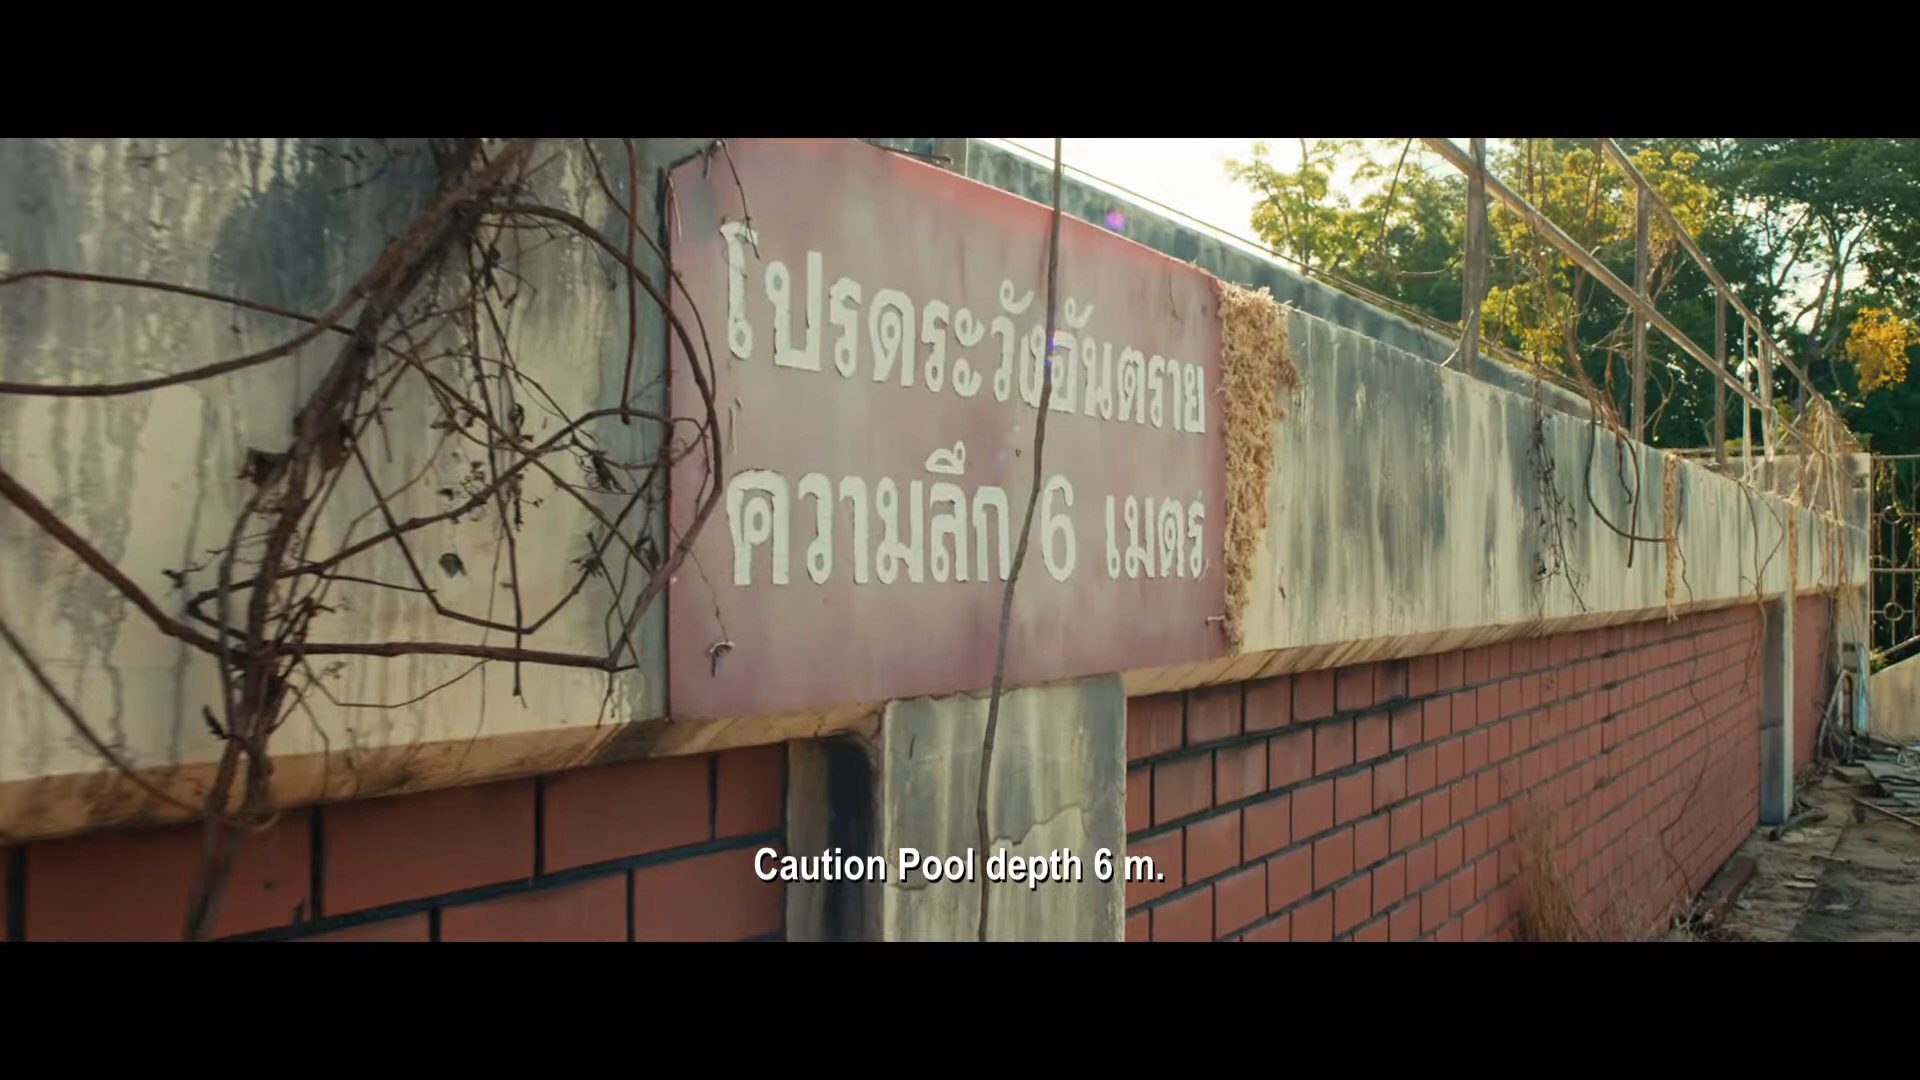 โปรดระวังอันตราย
ความลึก 6 เมตร
Caution Pool depth 6 m.